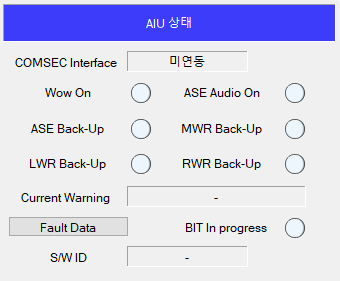 AIU 상태
COMSEC Interface 미연동
Wow On ASE Audio On
ASE Back-Up MWR Back-Up
LWR Back-Up RWR Back-Up
Current Warning -
Fault Data BIT In progress
S/W ID -